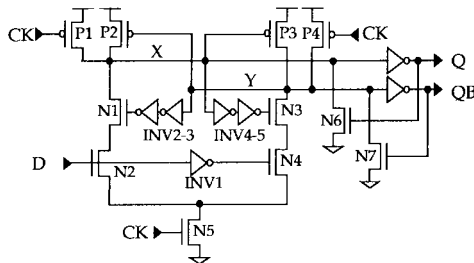 CK P1 P2 P3 P4 CK
X Q
Y QB
N1 INV2-3 INV4-5 N3 N6
D N2 INV1 N4 N7
CK N5